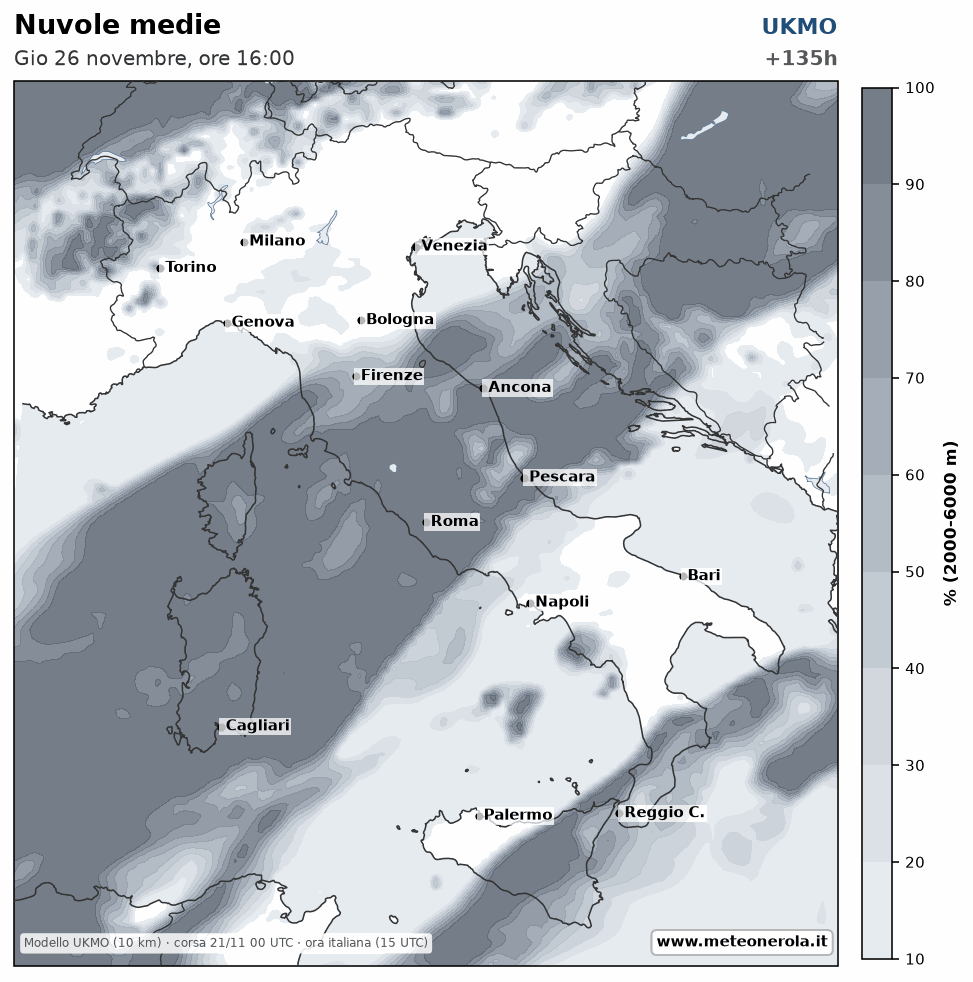 Nuvole medie
UKMO
Gio 26 novembre, ore 16:00
+135h
Milano
Venezia
Torino
Genova
Bologna
Firenze
Ancona
Pescara
Roma
Bari
Napoli
Cagliari
Palermo
Reggio C.
100
90
80
70
60
50
40
30
20
10
% (2000-6000 m)
Modello UKMO (10 km) · corsa 21/11 00 UTC · ora italiana (15 UTC)
www.meteonerola.it